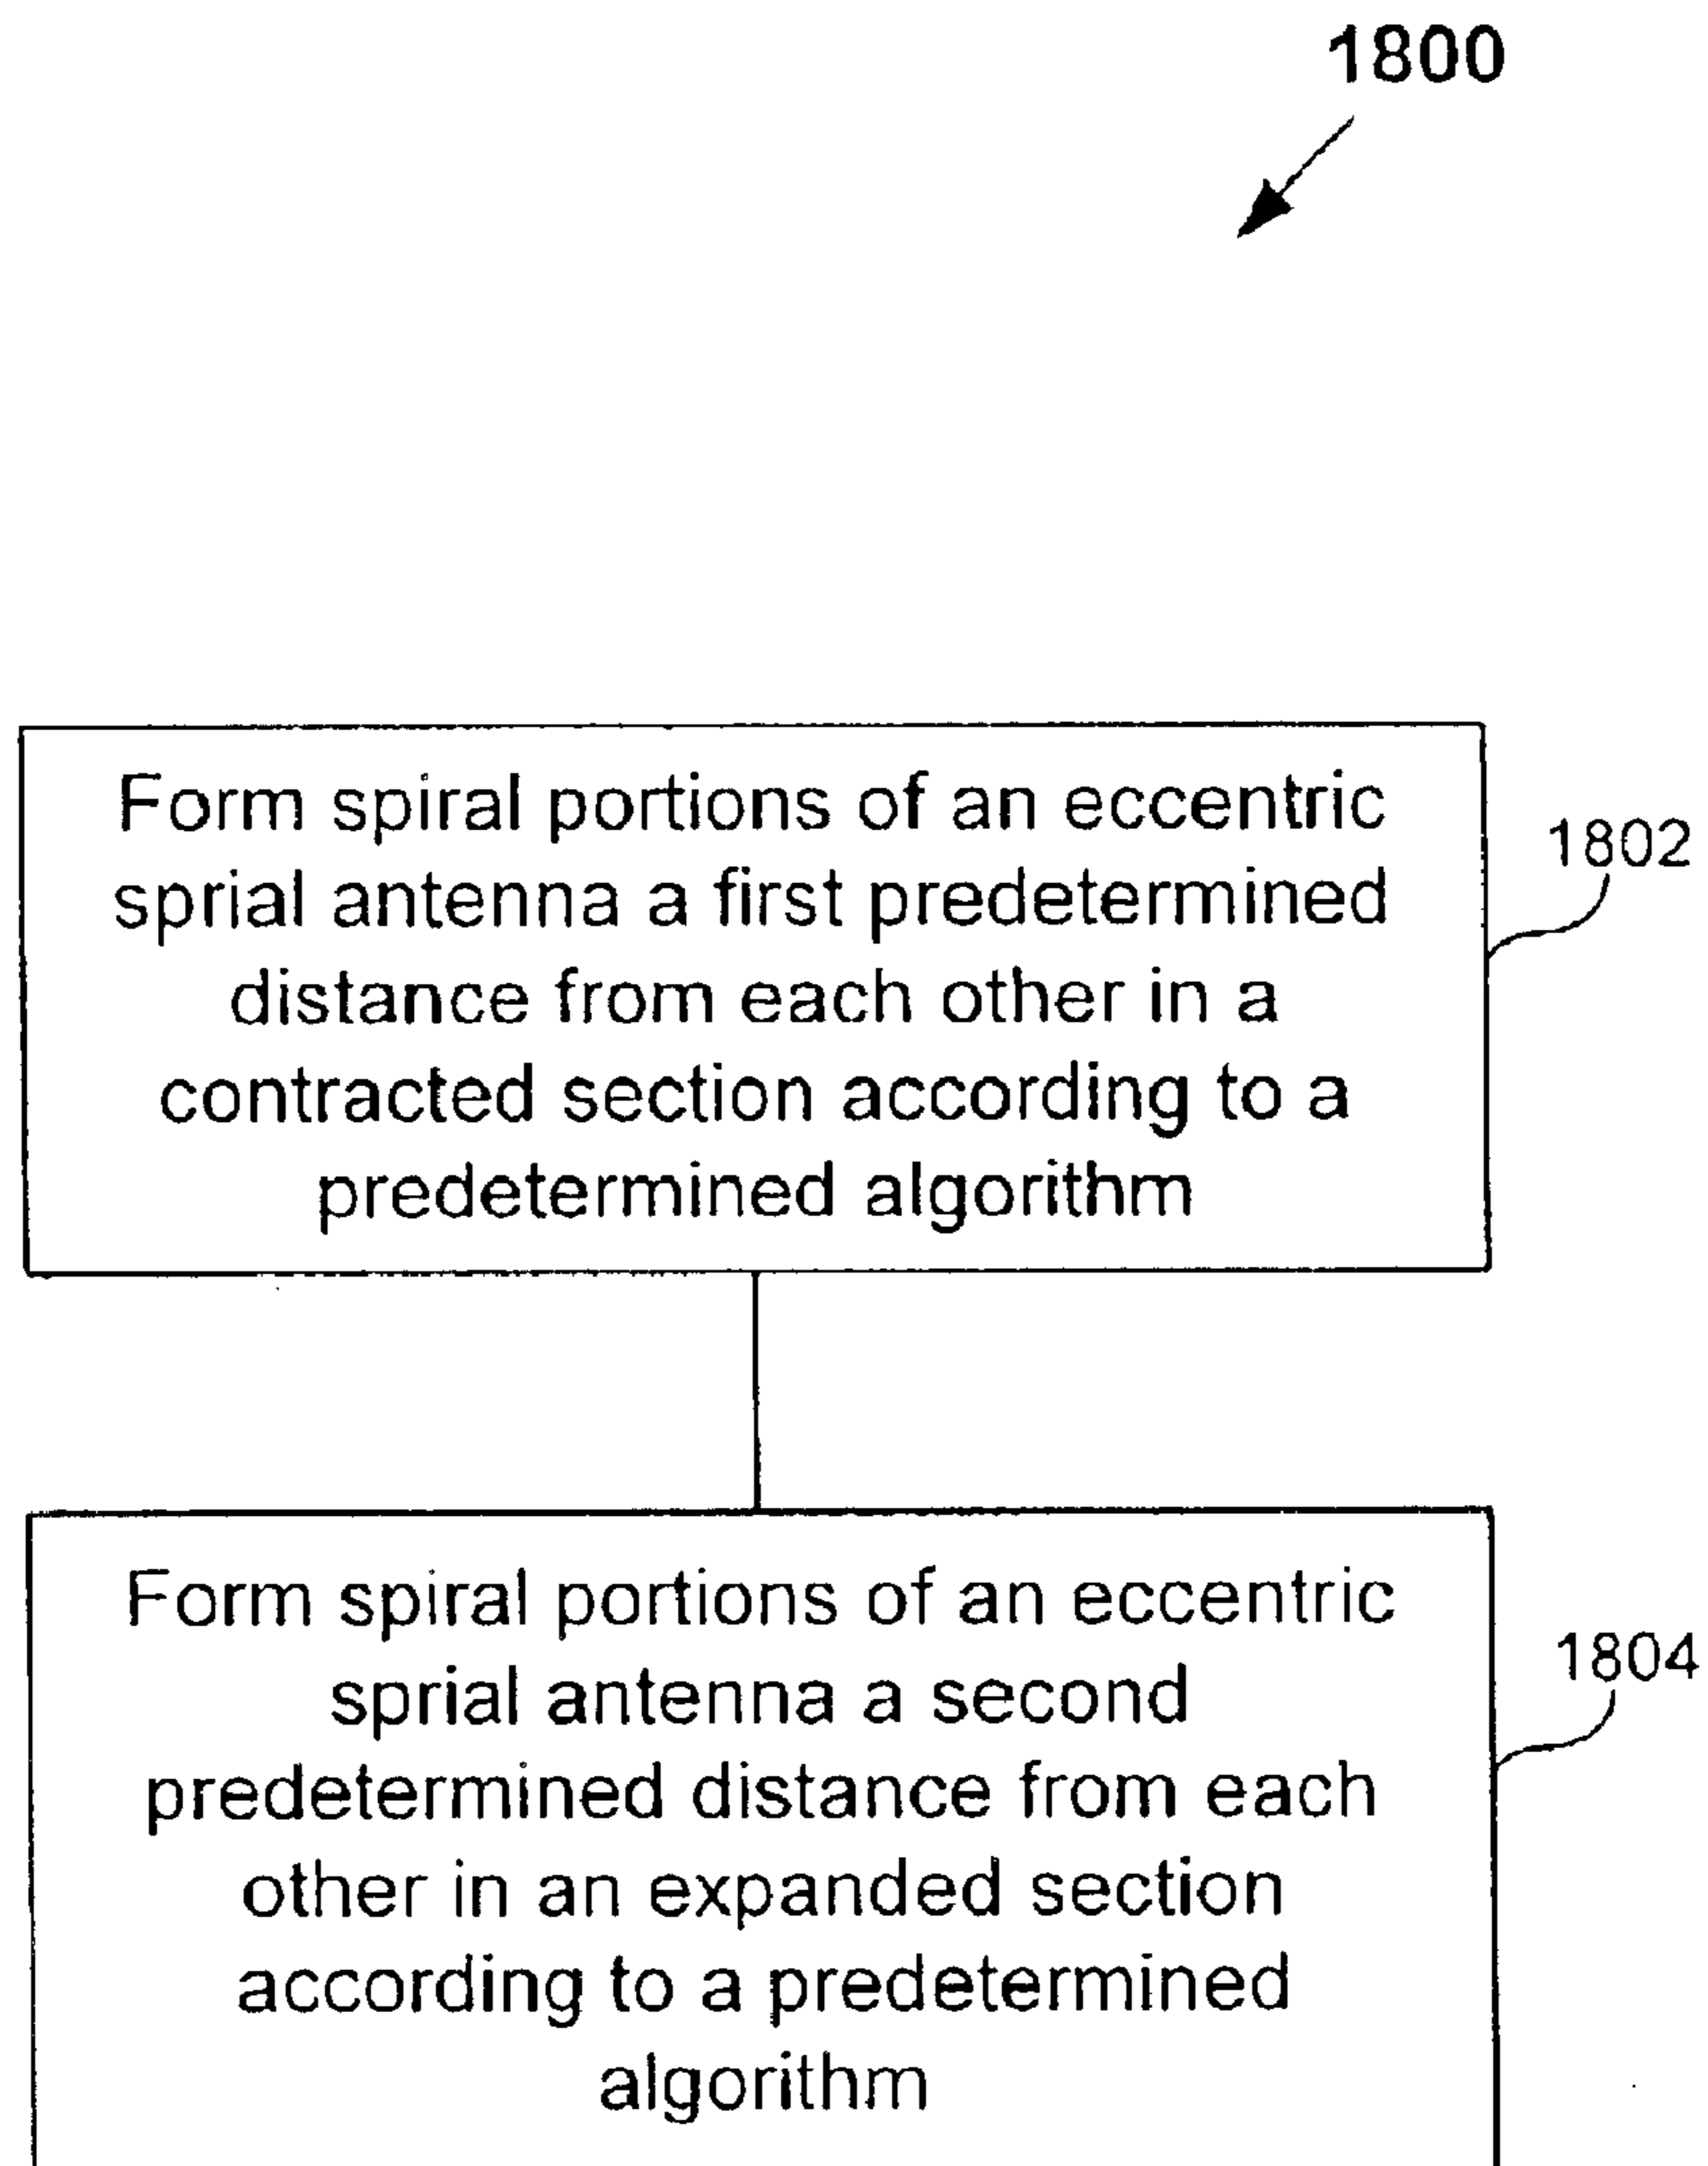 1800
Form spiral portions of an eccentric
sprial antenna a first predetermined
distance from each other in a
contracted section according to a
predetermined algorithm
1802
Form spiral portions of an eccentric
sprial antenna a second
predetermined distance from each
other in an expanded section
according to a predetermined
algorithm
1804